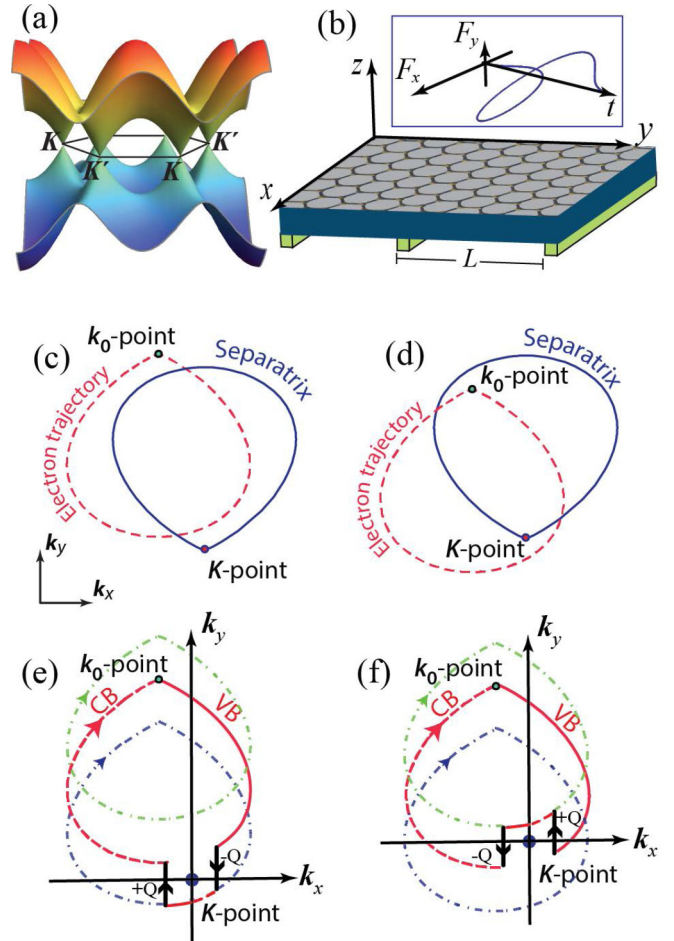 (a)
K
K′
K′
K
(b)
F_y
F_x
t
z
y
x
L
(c)
k₀-point
Separatrix
Electron trajectory
K-point
k_y
k_x
(d)
k₀-point
Separatrix
Electron trajectory
K-point
(e)
k_y
k₀-point
CB
VB
+Q
-Q
k_x
K-point
(f)
k_y
k₀-point
CB
VB
-Q
+Q
k_x
K-point